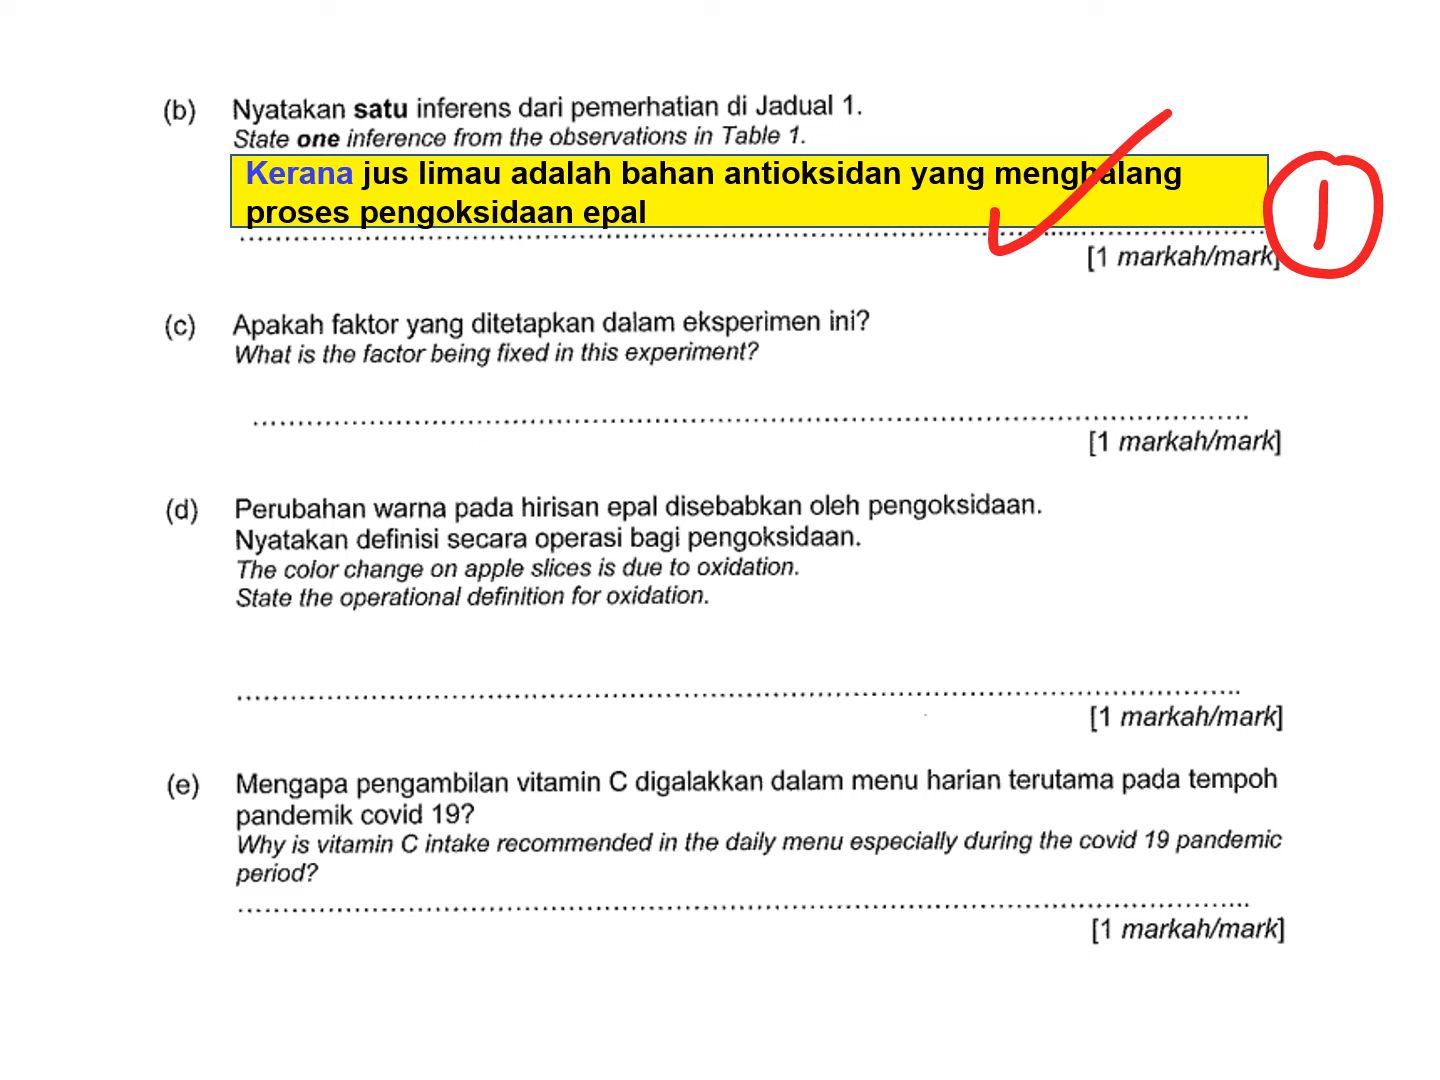 (b) Nyatakan satu inferens dari pemerhatian di Jadual 1.
State one inference from the observations in Table 1.
Kerana jus limau adalah bahan antioksidan yang menghalang
proses pengoksidaan epal
1
[1 markah/mark]
(c) Apakah faktor yang ditetapkan dalam eksperimen ini?
What is the factor being fixed in this experiment?
[1 markah/mark]
(d) Perubahan warna pada hirisan epal disebabkan oleh pengoksidaan.
Nyatakan definisi secara operasi bagi pengoksidaan.
The color change on apple slices is due to oxidation.
State the operational definition for oxidation.
[1 markah/mark]
(e) Mengapa pengambilan vitamin C digalakkan dalam menu harian terutama pada tempoh
pandemik covid 19?
Why is vitamin C intake recommended in the daily menu especially during the covid 19 pandemic
period?
[1 markah/mark]